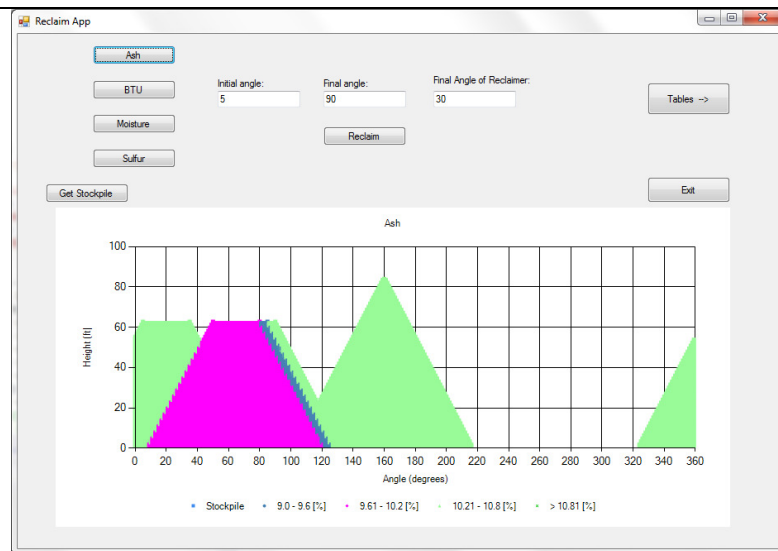 Reclaim App
Ash
BTU
Moisture
Sulfur
Get Stockpile
Initial angle:
5
Final angle:
90
Final Angle of Reclaimer:
30
Reclaim
Tables -->
Exit
Ash
Height [ft]
100
80
60
40
20
0
0 20 40 60 80 100 120 140 160 180 200 220 240 260 280 300 320 340 360
Angle (degrees)
Stockpile 9.0 - 9.6 [%] 9.61 - 10.2 [%] 10.21 - 10.8 [%] > 10.81 [%]